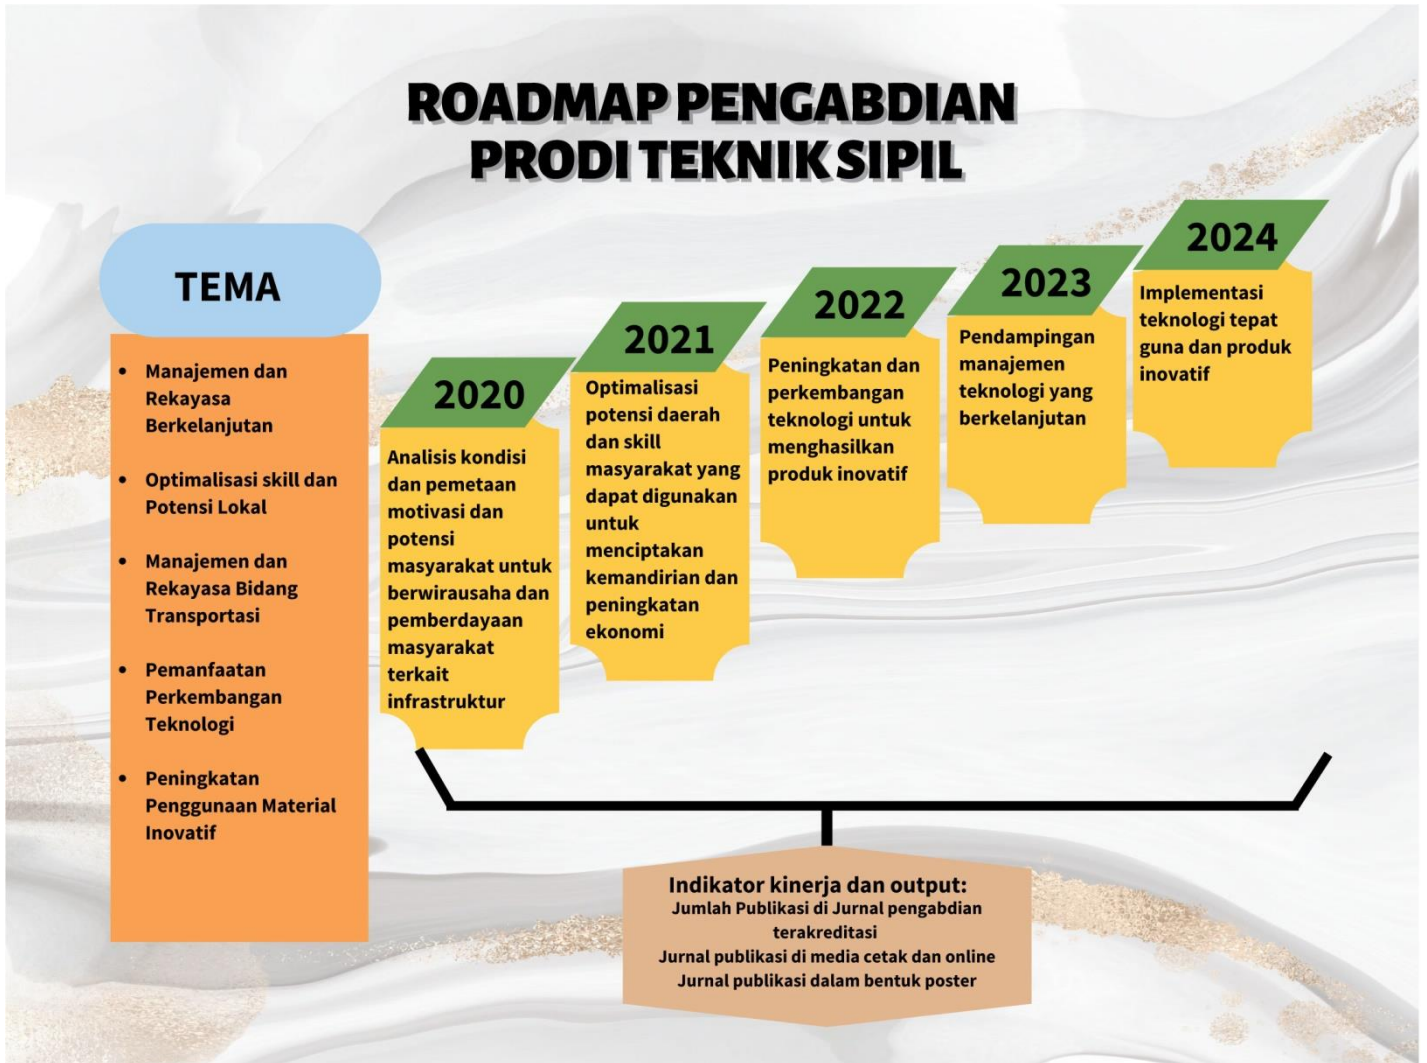 ROADMAP PENGABDIAN
PRODI TEKNIK SIPIL
TEMA
• Manajemen dan
Rekayasa
Berkelanjutan
• Optimalisasi skill dan
Potensi Lokal
• Manajemen dan
Rekayasa Bidang
Transportasi
• Pemanfaatan
Perkembangan
Teknologi
• Peningkatan
Penggunaan Material
Inovatif
2020
Analisis kondisi
dan pemetaan
motivasi dan
potensi
masyarakat untuk
berwirausaha dan
pemberdayaan
masyarakat
terkait
infrastruktur
2021
Optimalisasi
potensi daerah
dan skill
masyarakat yang
dapat digunakan
untuk
menciptakan
kemandirian dan
peningkatan
ekonomi
2022
Peningkatan dan
perkembangan
teknologi untuk
menghasilkan
produk inovatif
2023
Pendampingan
manajemen
teknologi yang
berkelanjutan
2024
Implementasi
teknologi tepat
guna dan produk
inovatif
Indikator kinerja dan output:
Jumlah Publikasi di Jurnal pengabdian
terakreditasi
Jurnal publikasi di media cetak dan online
Jurnal publikasi dalam bentuk poster